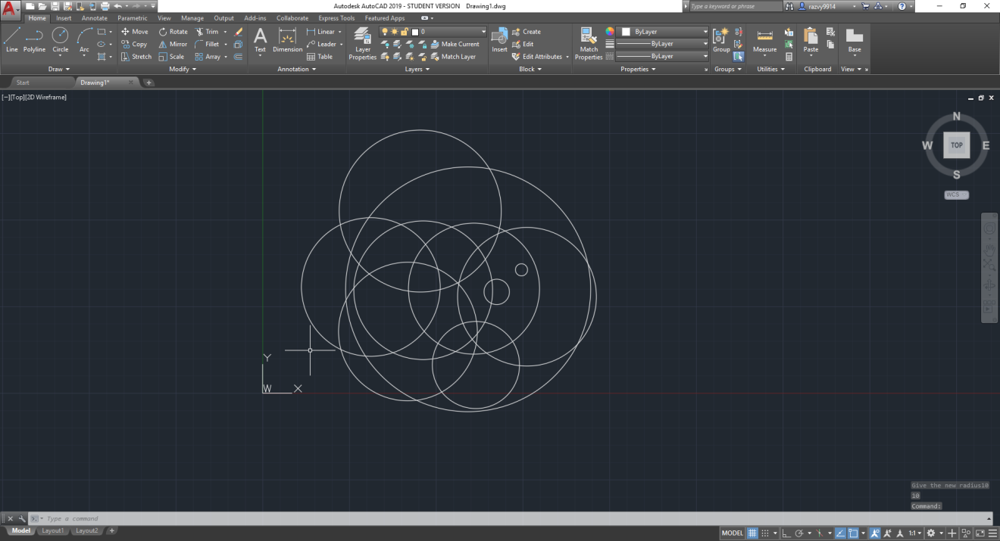 Autodesk AutoCAD 2019 - STUDENT VERSION Drawing1.dwg
Type a keyword or phrase
razvy9914
Home Insert Annotate Parametric View Manage Output Add-ins Collaborate Express Tools Featured Apps
Line Polyline Circle Arc
Move Rotate Trim
Copy Mirror Fillet
Stretch Scale Array
Text Dimension
Linear
Leader
Table
Layer Properties
0
Make Current
Match Layer
Insert
Create
Edit
Edit Attributes
Match Properties
ByLayer
ByLayer
ByLayer
Group
Measure
Paste
Base
Draw Modify Annotation Layers Block Properties Groups Utilities Clipboard View
Start Drawing1*
[−][Top][2D Wireframe]
N
W TOP E
S
WCS
Y
W X
Give the new radius10
10
Command:
Type a command
Model Layout1 Layout2
MODEL 1:1